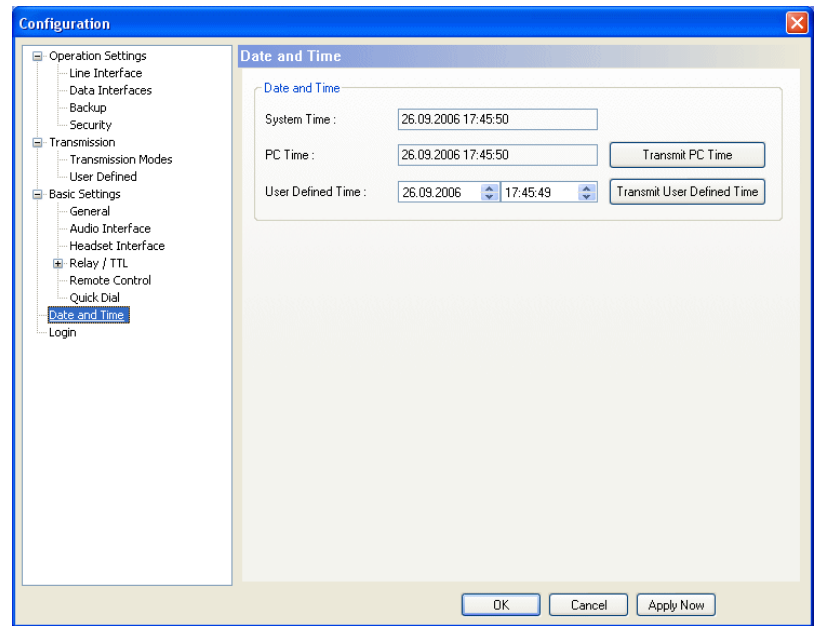 Configuration
Operation Settings
Line Interface
Data Interfaces
Backup
Security
Transmission
Transmission Modes
User Defined
Basic Settings
General
Audio Interface
Headset Interface
Relay / TTL
Remote Control
Quick Dial
Date and Time
Login
Date and Time
Date and Time
System Time : 26.09.2006 17:45:50
PC Time : 26.09.2006 17:45:50 Transmit PC Time
User Defined Time : 26.09.2006 17:45:49 Transmit User Defined Time
OK Cancel Apply Now